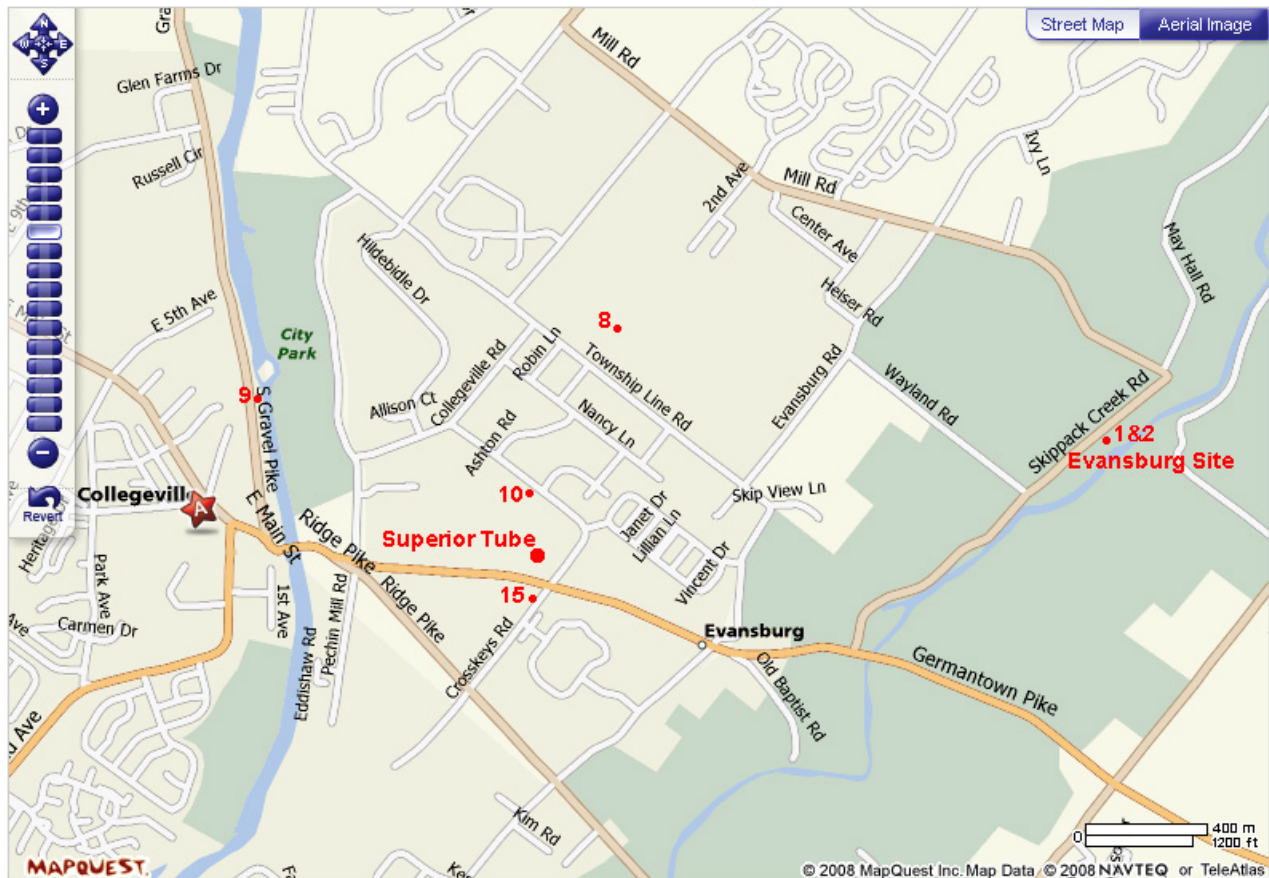 N
W
E
S
Street Map
Aerial Image
Mill Rd
Glen Farms Dr
Russell Cir
Ivy Ln
2nd Ave
Mill Rd
Center Ave
May Hall Rd
Hildebidle Dr
Heiser Rd
E 5th Ave
City
Park
8
Robin Ln
Township Line Rd
Evansburg Rd
Wayland Rd
Skippack Creek Rd
9
S Gravel Pike
Allison Ct
Collegeville Rd
Nancy Ln
Ashton Rd
1&2
Evansburg Site
Revert
Collegeville
A
10
Skip View Ln
Janet Dr
Lillian Ln
Vincent Dr
Superior Tube
E Main St
Ridge Pike
Ridge Pike
Heritage Dr
Park Ave
1st Ave
Pechin Mill Rd
15
Carmen Dr
Evansburg
Eddishaw Rd
Crosskeys Rd
Old Baptist Rd
Germantown Pike
Kim Rd
0
400 m
1200 ft
MAPQUEST.
© 2008 MapQuest Inc. Map Data © 2008 NAVTEQ or TeleAtlas